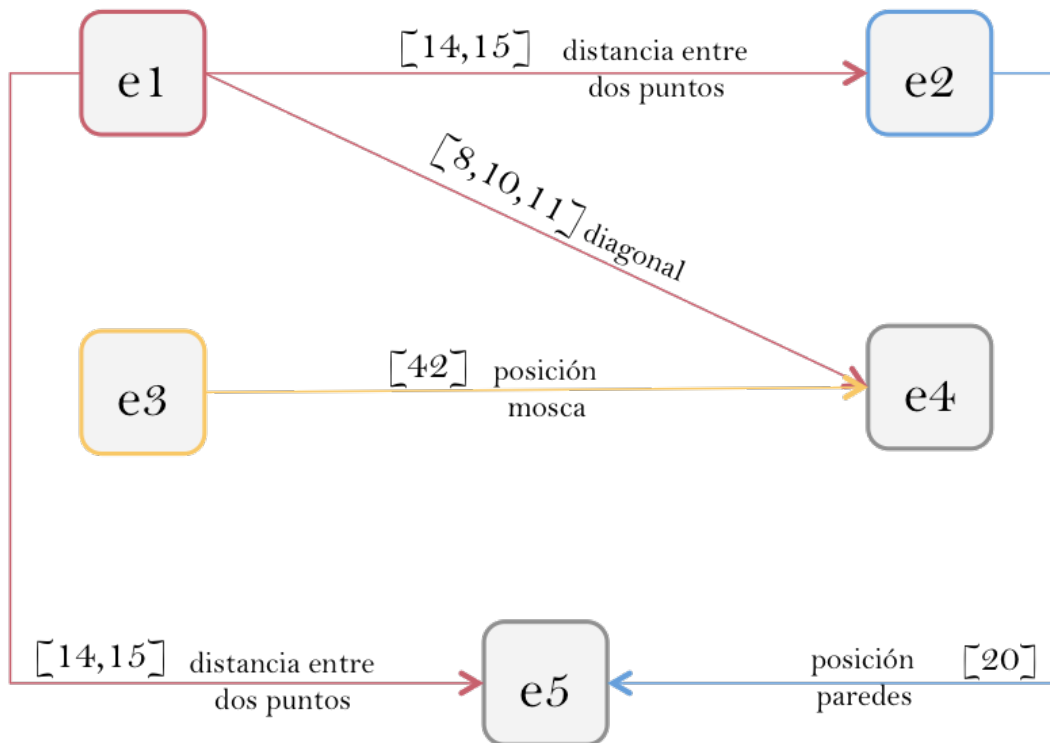 e1
[14,15] distancia entre
dos puntos
e2
[8,10,11] diagonal
e3
[42] posición
mosca
e4
[14,15] distancia entre
dos puntos
e5
posición [20]
paredes